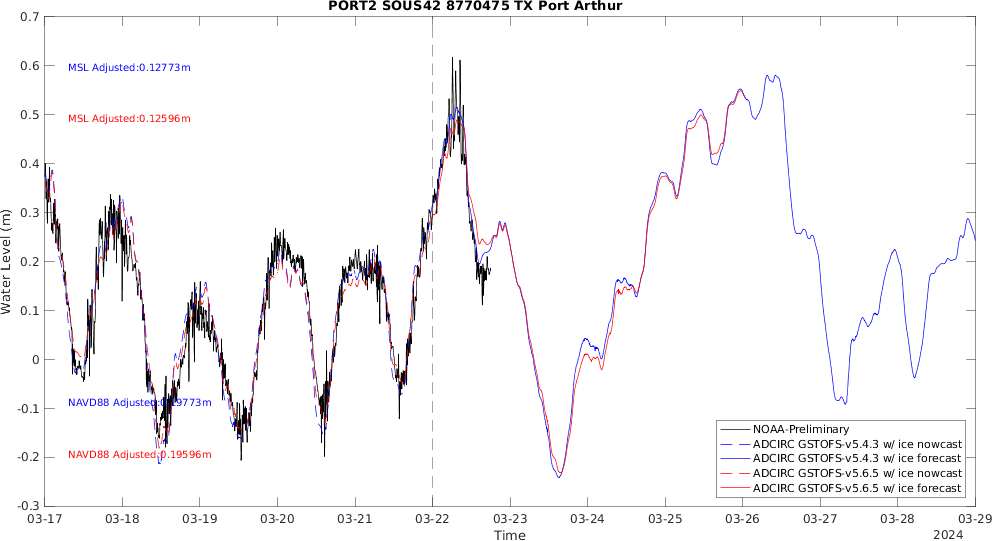 PORT2 SOUS42 8770475 TX Port Arthur
Water Level (m)
0.7
0.6
0.5
0.4
0.3
0.2
0.1
0
-0.1
-0.2
-0.3
MSL Adjusted:0.12773m
MSL Adjusted:0.12596m
NAVD88 Adjusted:0.19773m
NAVD88 Adjusted:0.19596m
NOAA-Preliminary
ADCIRC GSTOFS-v5.4.3 w/ ice nowcast
ADCIRC GSTOFS-v5.4.3 w/ ice forecast
ADCIRC GSTOFS-v5.6.5 w/ ice nowcast
ADCIRC GSTOFS-v5.6.5 w/ ice forecast
03-17 03-18 03-19 03-20 03-21 03-22 03-23 03-24 03-25 03-26 03-27 03-28 03-29
Time
2024